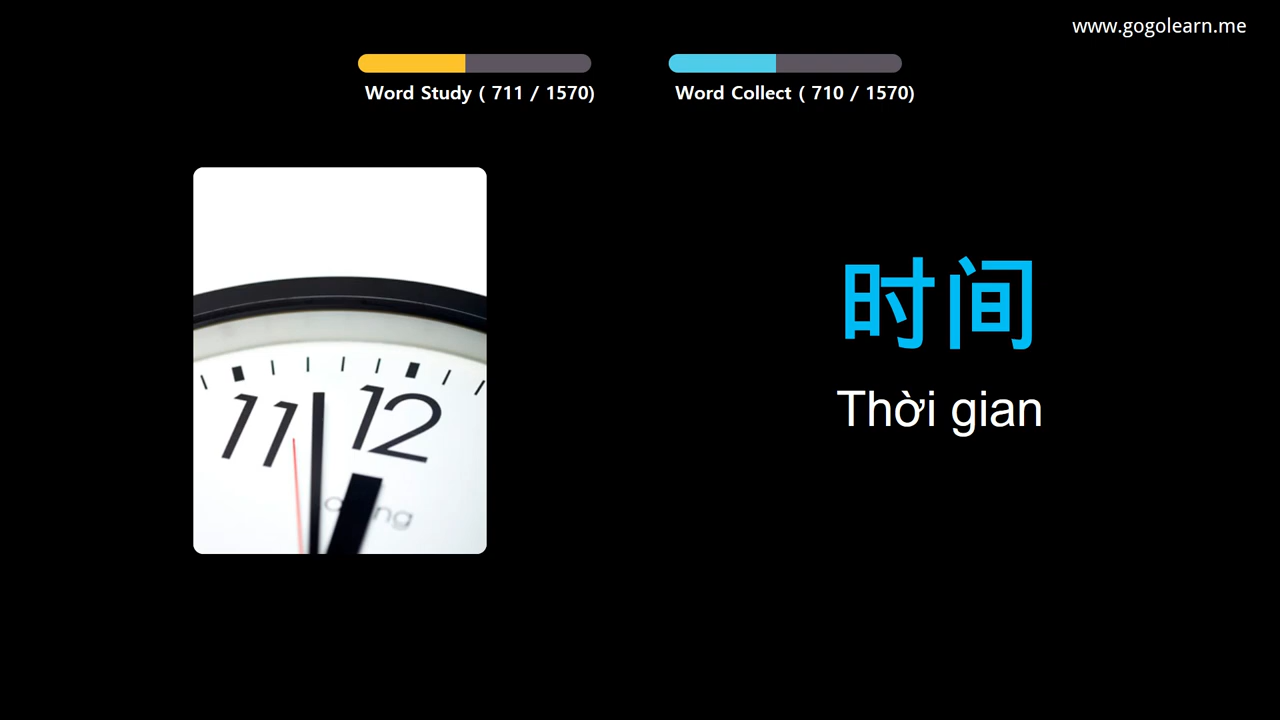 www.gogolearn.me
Word Study ( 711 / 1570)
Word Collect ( 710 / 1570)
时间
Thời gian
11
12